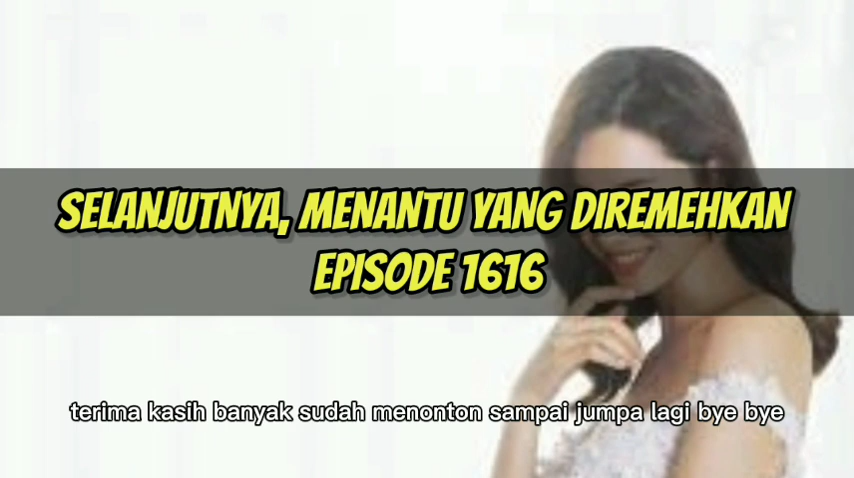 SELANJUTNYA, MENANTU YANG DIREMEHKAN
EPISODE 1616
terima kasih banyak sudah menonton sampai jumpa lagi bye bye